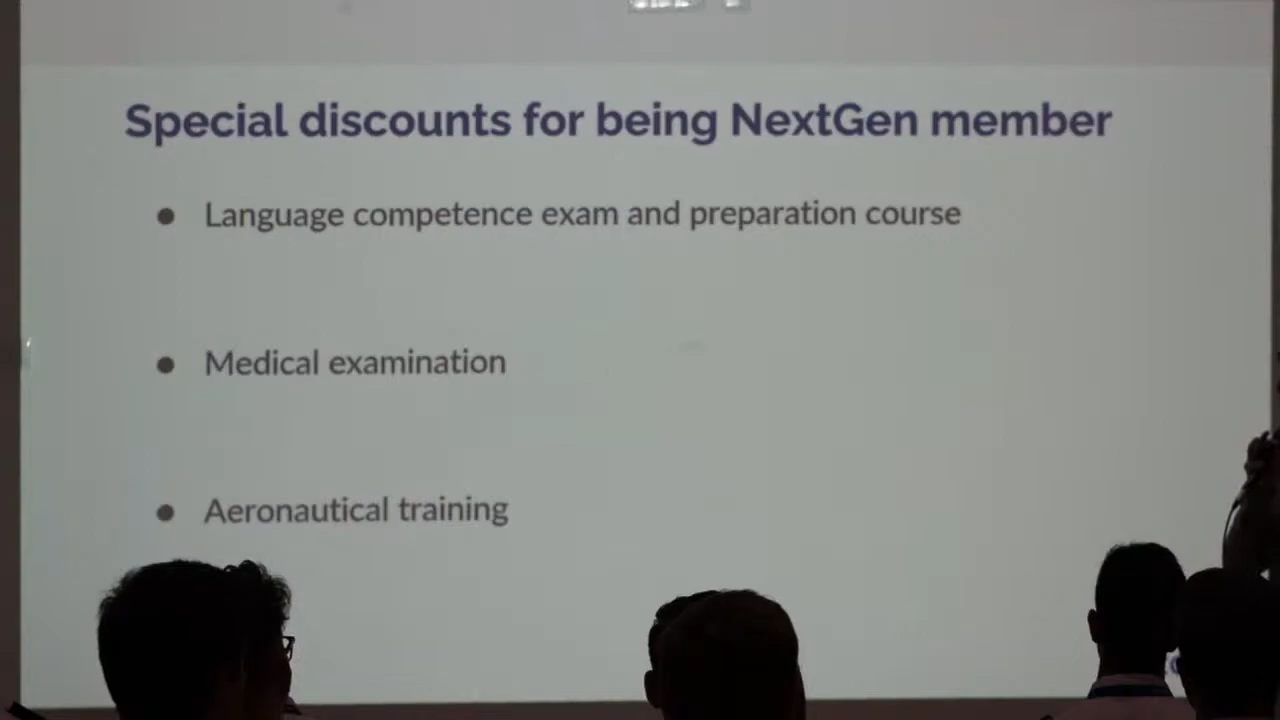 Special discounts for being NextGen member
● Language competence exam and preparation course
● Medical examination
● Aeronautical training